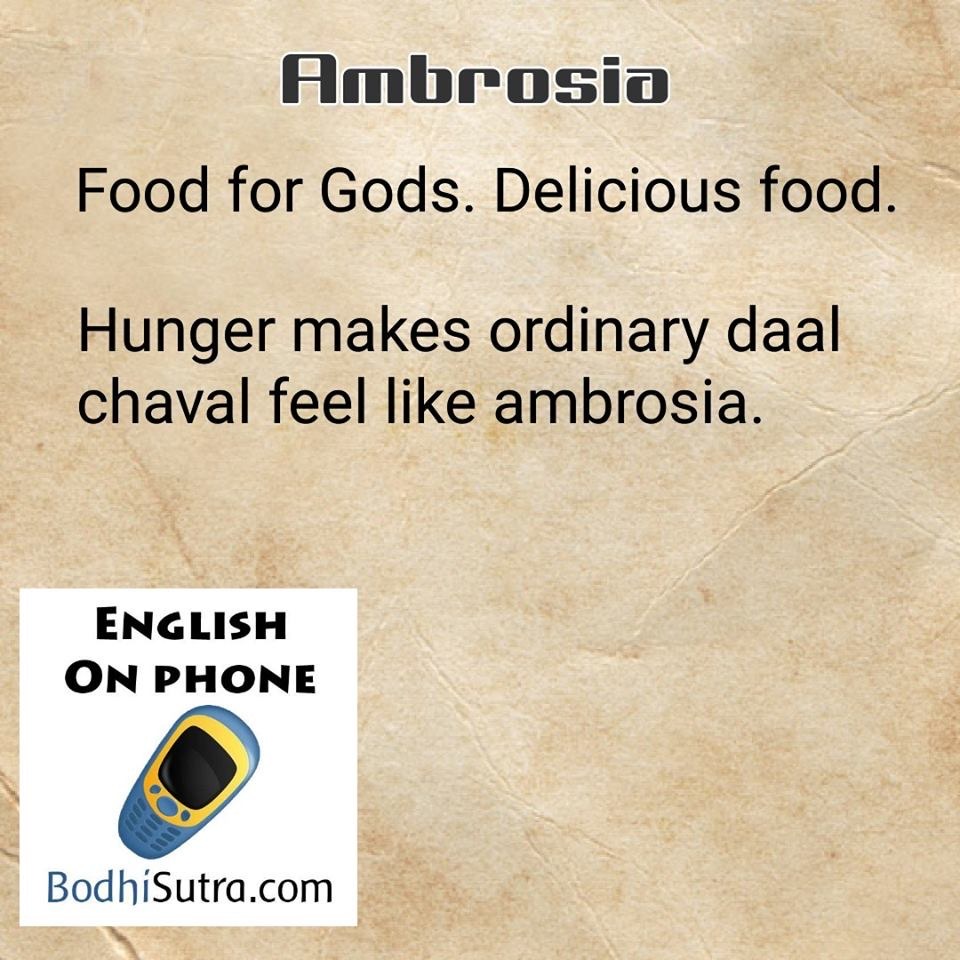 Ambrosia
Food for Gods. Delicious food.
Hunger makes ordinary daal
chaval feel like ambrosia.
English
On phone
BodhiSutra.com